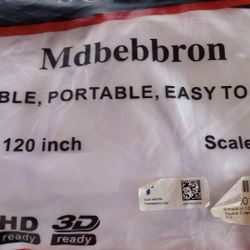 Mdbebbron
BLE, PORTABLE, EASY TO
120 inch
Scale
HD
ready
3D
ready